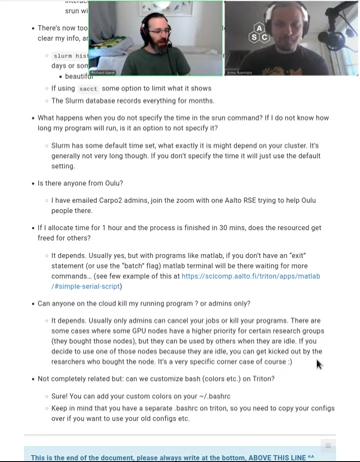 srun wi
There's now too
clear my info, a
slurm his
days or son
beautiful
If using sacct some option to limit what it shows
The Slurm database records everything for months.
What happens when you do not specify the time in the srun command? If I do not know how
long my program will run, is it an option to not specify it?
Slurm has some default time set, what exactly it is might depend on your cluster. It's
generally not very long though. If you don't specify the time it will just use the default
setting.
Is there anyone from Oulu?
I have emailed Carpo2 admins, join the zoom with one Aalto RSE trying to help Oulu
people there.
If I allocate time for 1 hour and the process is finished in 30 mins, does the resourced get
freed for others?
It depends. Usually yes, but with programs like matlab, if you don't have an "exit"
statement (or use the "batch" flag) matlab terminal will be there waiting for more
commands... (see few example of this at https://scicomp.aalto.fi/triton/apps/matlab
/#simple-serial-script)
Can anyone on the cloud kill my running program ? or admins only?
It depends. Usually only admins can cancel your jobs or kill your programs. There are
some cases where some GPU nodes have a higher priority for certain research groups
(they bought those nodes), but they can be used by others when they are idle. If you
decide to use one of those nodes because they are idle, you can get kicked out by the
resarchers who bought the node. It's a very specific corner case of course :)
Not completely related but: can we customize bash (colors etc.) on Triton?
Sure! You can add your custom colors on your ~/.bashrc
Keep in mind that you have a separate .bashrc on triton, so you need to copy your configs
over if you want to use your old configs etc.
This is the end of the document, please always write at the bottom, ABOVE THIS LINE ^^
A
S C